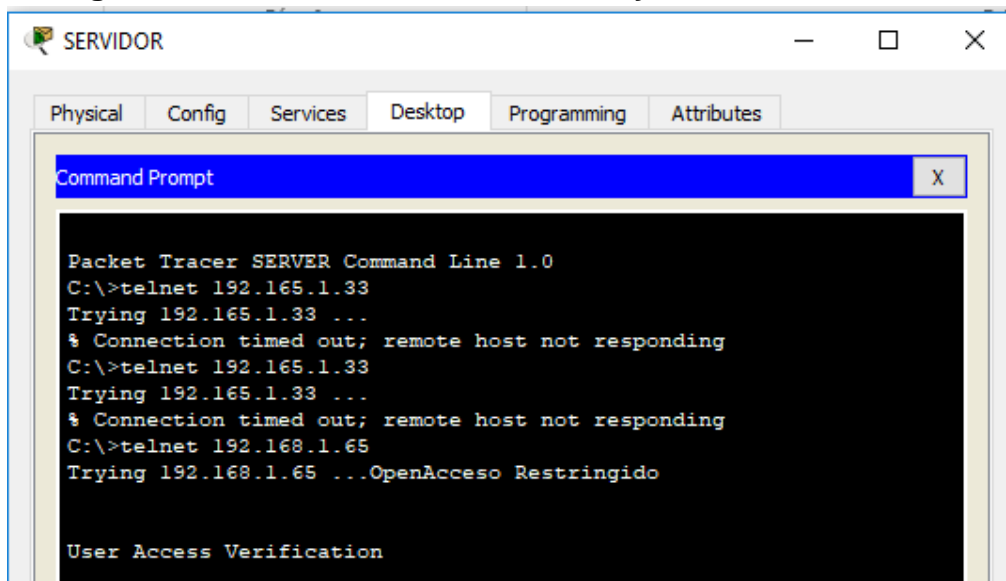 SERVIDOR
Physical Config Services Desktop Programming Attributes
Command Prompt X
Packet Tracer SERVER Command Line 1.0
C:\>telnet 192.165.1.33
Trying 192.165.1.33 ...
% Connection timed out; remote host not responding
C:\>telnet 192.165.1.33
Trying 192.165.1.33 ...
% Connection timed out; remote host not responding
C:\>telnet 192.168.1.65
Trying 192.168.1.65 ...OpenAcceso Restringido
User Access Verification